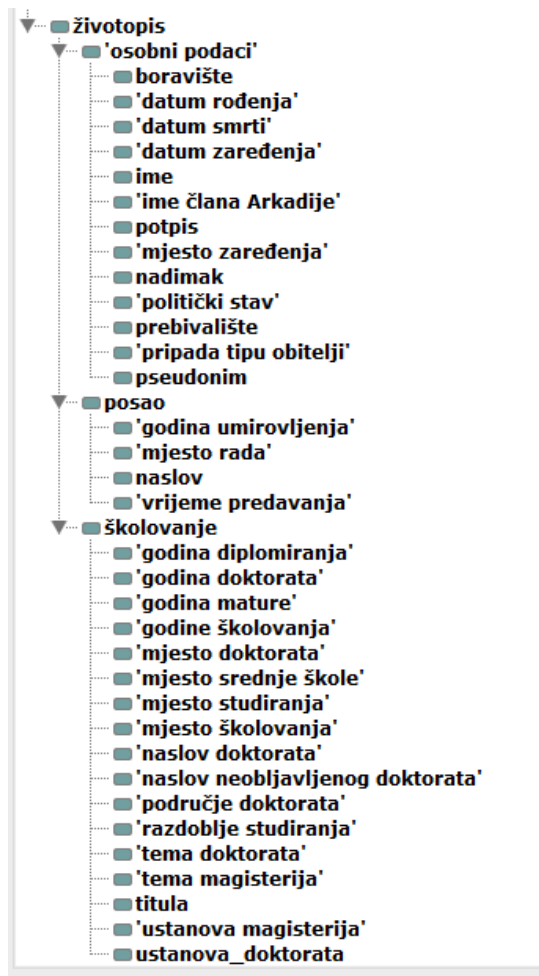 životopis
'osobni podaci'
boravište
'datum rođenja'
'datum smrti'
'datum zaređenja'
ime
'ime člana Arkadije'
potpis
'mjesto zaređenja'
nadimak
'politički stav'
prebivalište
'pripada tipu obitelji'
pseudonim
posao
'godina umirovljenja'
'mjesto rada'
naslov
'vrijeme predavanja'
školovanje
'godina diplomiranja'
'godina doktorata'
'godina mature'
'godine školovanja'
'mjesto doktorata'
'mjesto srednje škole'
'mjesto studiranja'
'mjesto školovanja'
'naslov doktorata'
'naslov neobljavljenog doktorata'
'područje doktorata'
'razdoblje studiranja'
'tema doktorata'
'tema magisterija'
titula
'ustanova magisterija'
ustanova_doktorata